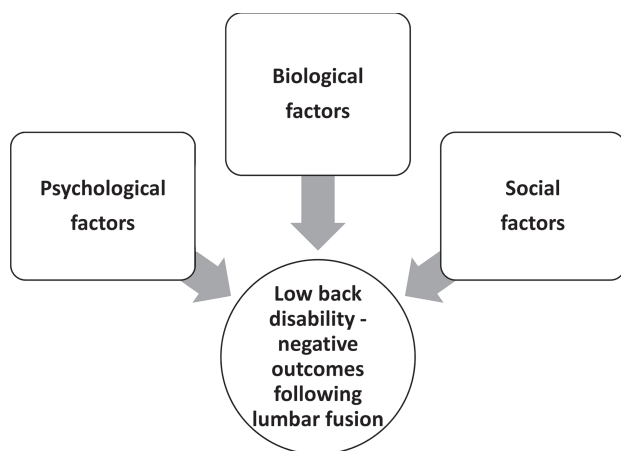 Biological
factors
Psychological
factors
Social
factors
Low back
disability -
negative
outcomes
following
lumbar fusion